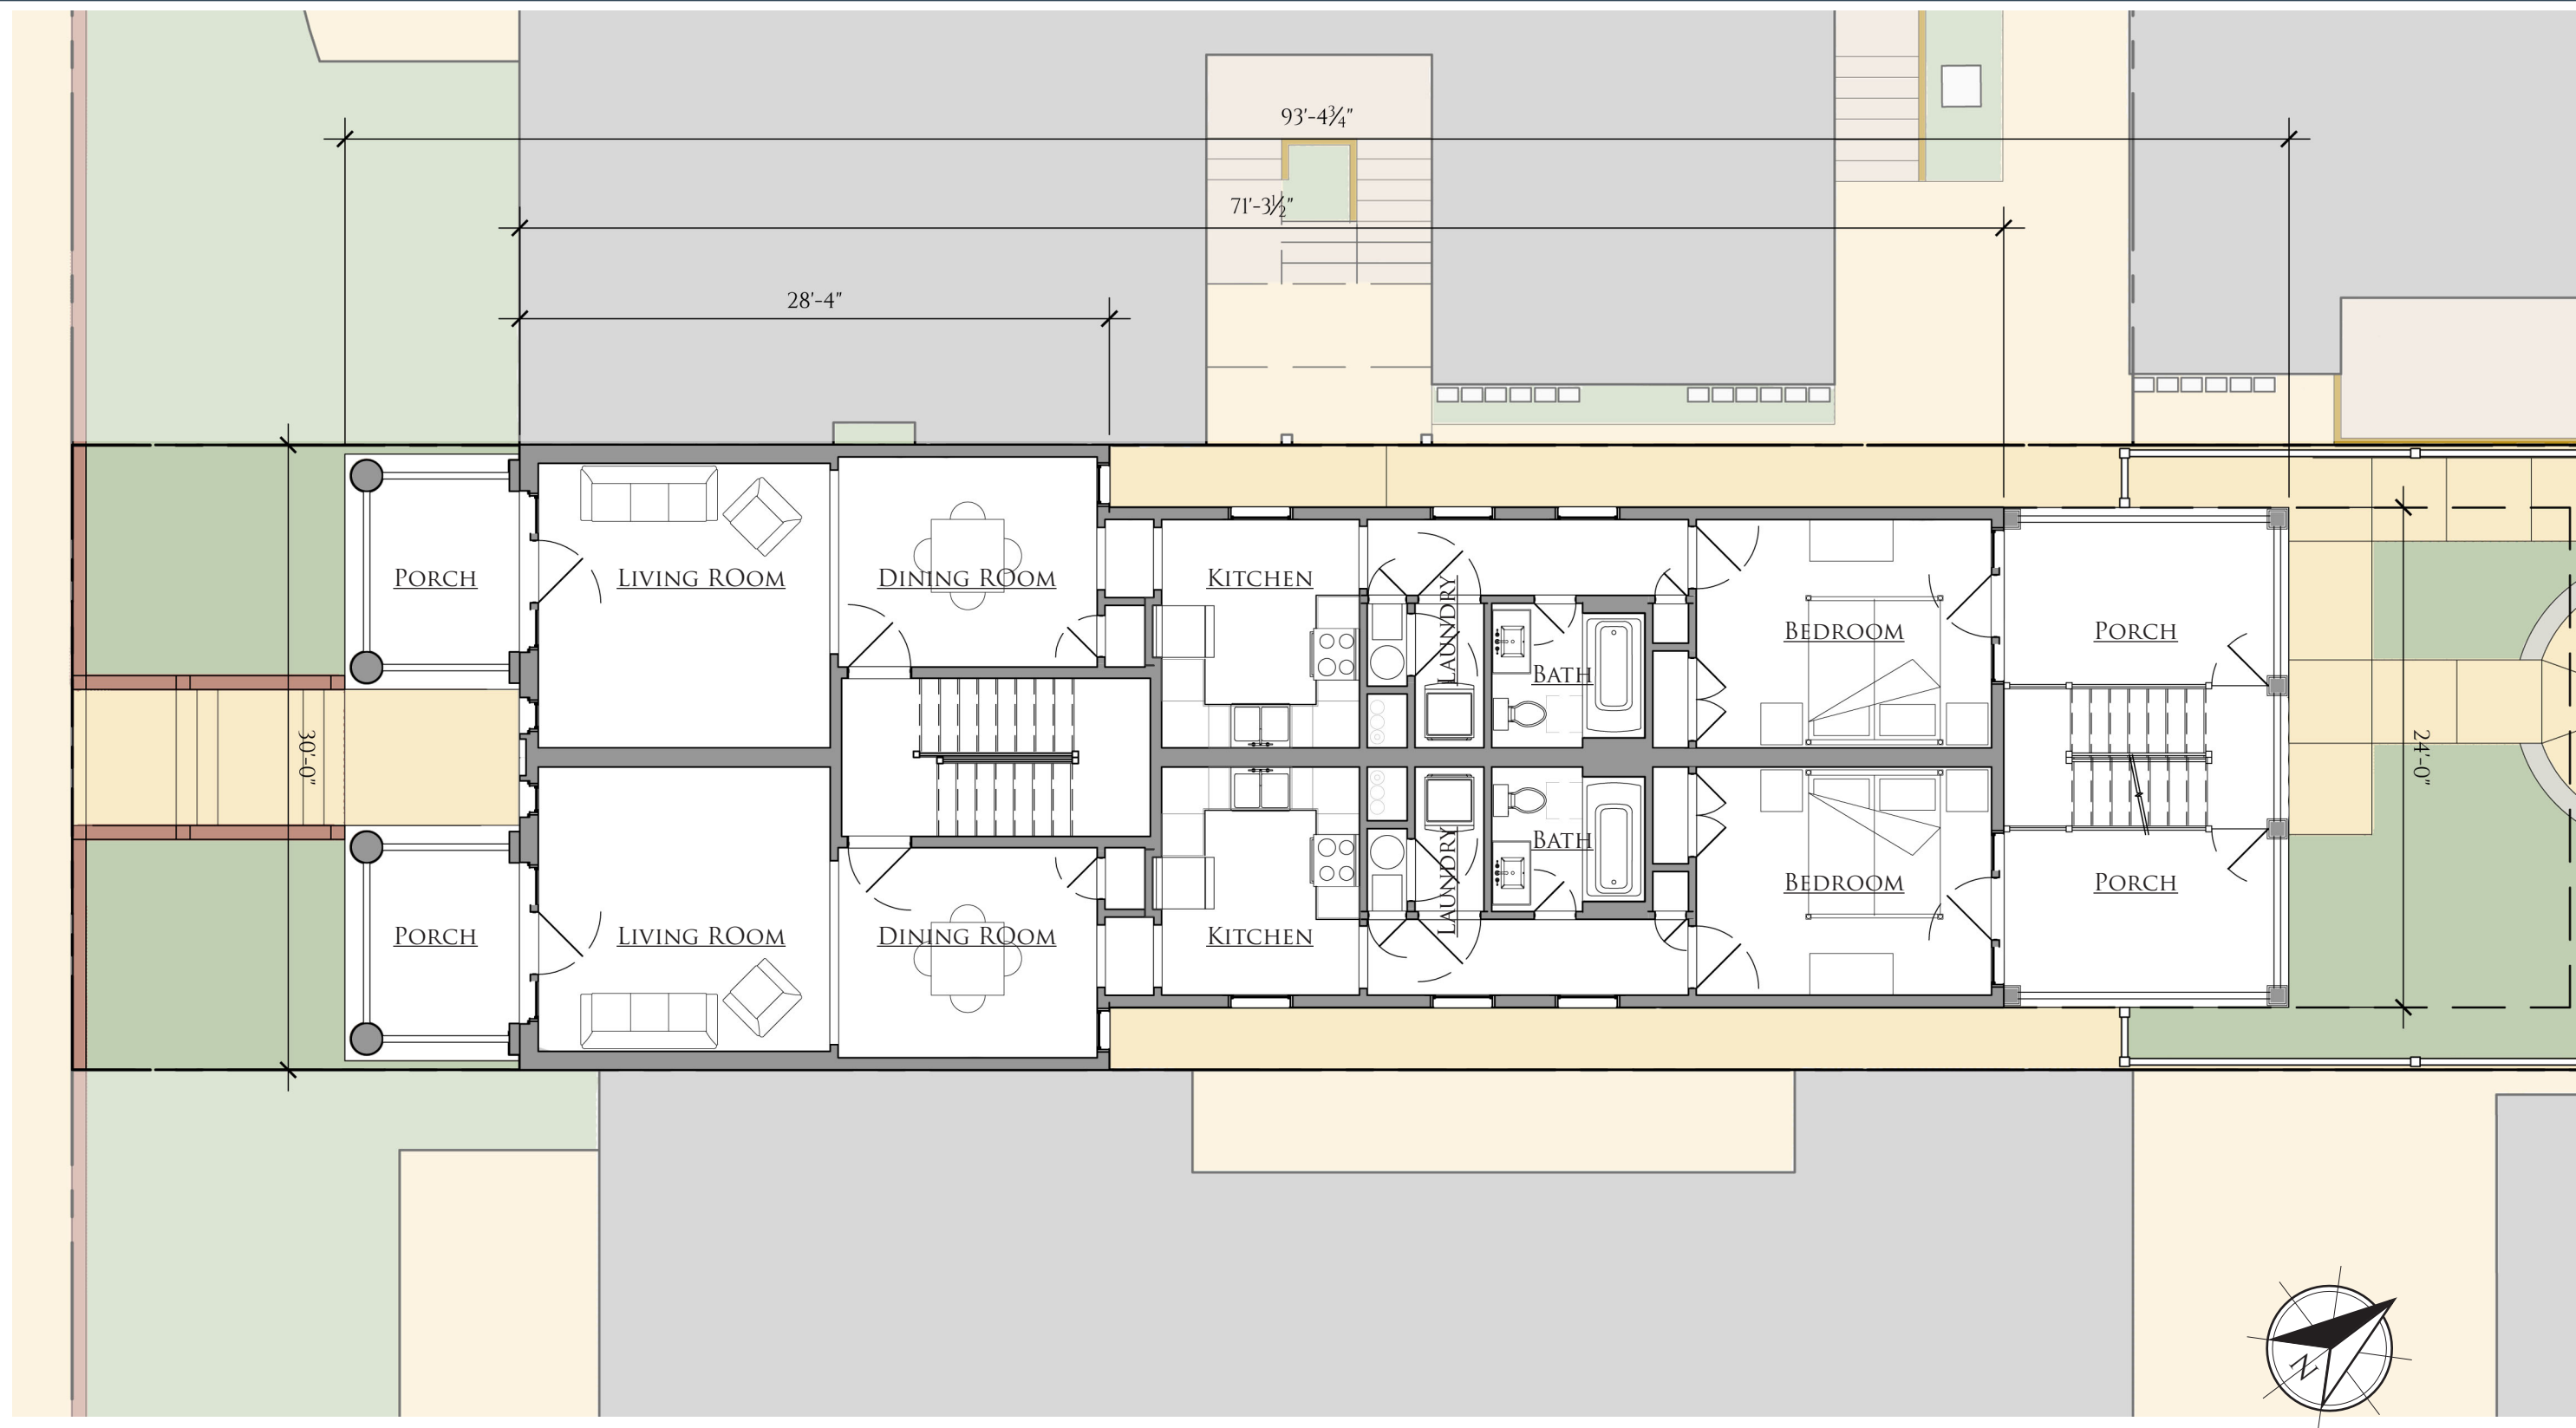 93'-4¾"
71'-3½"
28'-4"
PORCH
LIVING ROOM
DINING ROOM
KITCHEN
LAUNDRY
BATH
BEDROOM
PORCH
30'-0"
24'-0"
PORCH
LIVING ROOM
DINING ROOM
KITCHEN
LAUNDRY
BATH
BEDROOM
PORCH
N